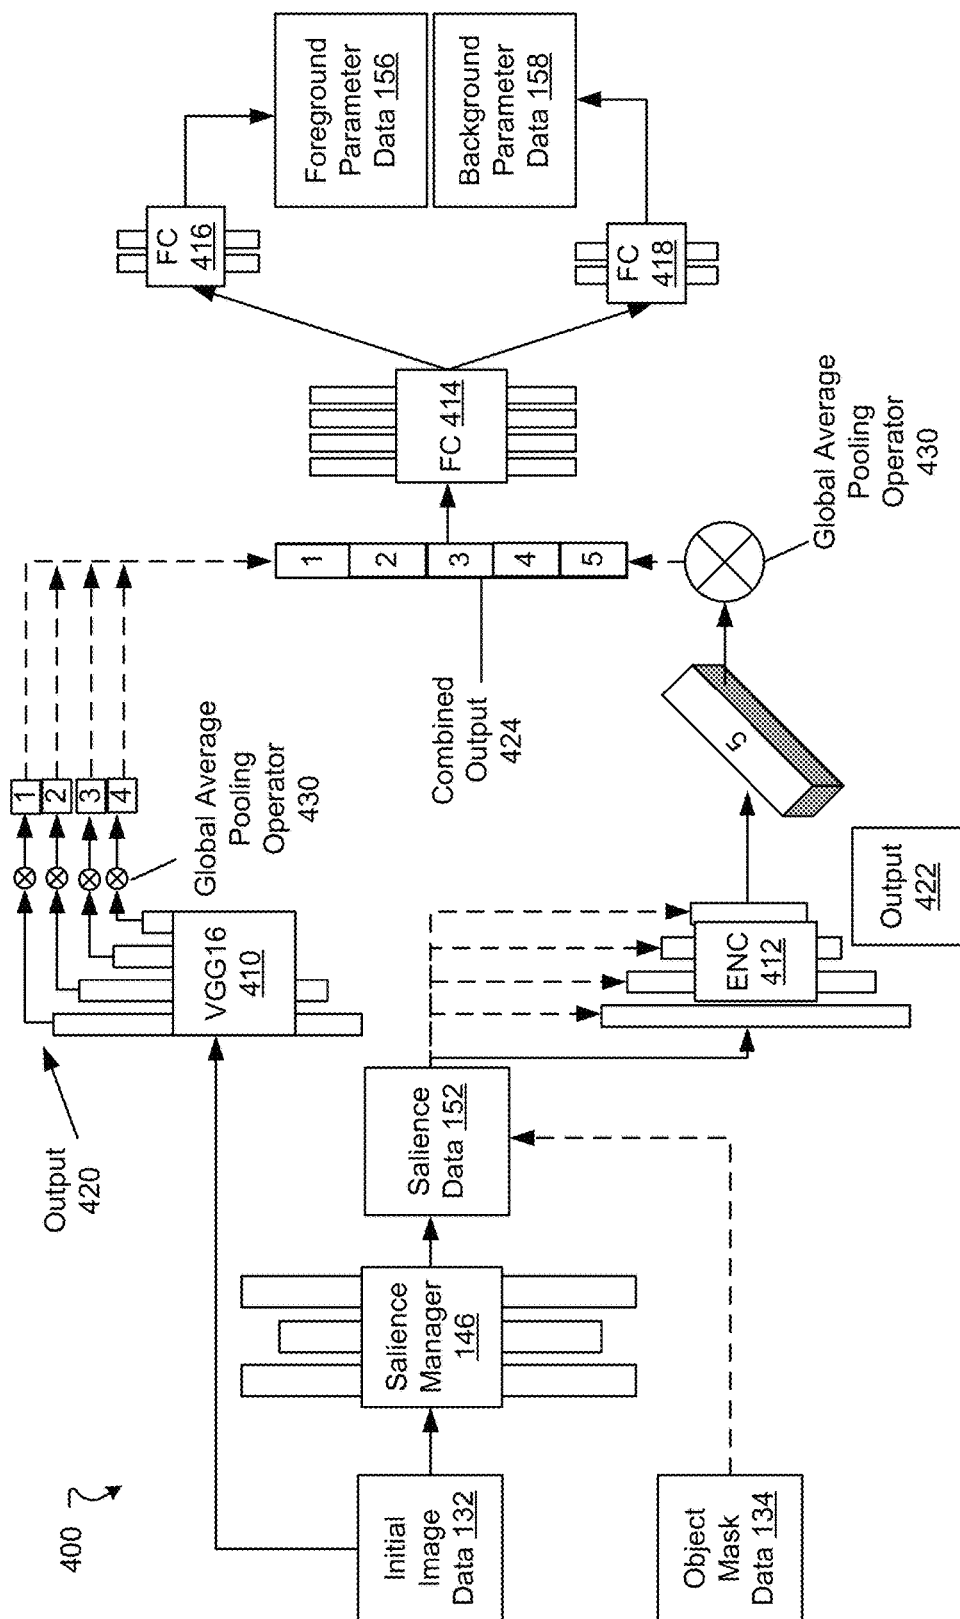 400
Initial
Image
Data 132
Object
Mask
Data 134
Salience
Manager
146
Salience
Data 152
Output
420
VGG16
410
ENC
412
Output
422
1
2
3
4
Global Average
Pooling
Operator
430
5
Combined
Output
424
1
2
3
4
5
Global Average
Pooling
Operator
430
FC 414
FC
416
FC
418
Foreground
Parameter
Data 156
Background
Parameter
Data 158